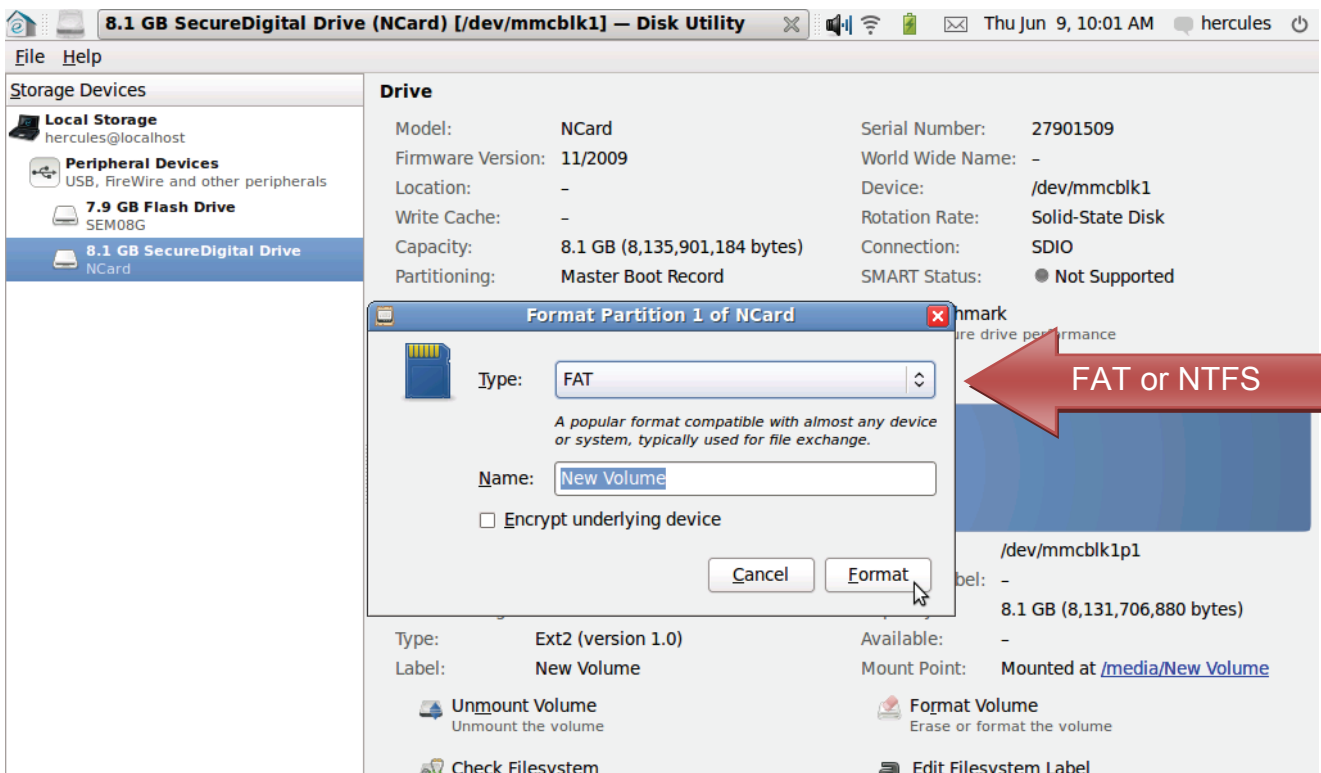 8.1 GB SecureDigital Drive (NCard) [/dev/mmcblk1] — Disk Utility
Thu Jun 9, 10:01 AM
hercules
File Help
Storage Devices
Local Storage
hercules@localhost
Peripheral Devices
USB, FireWire and other peripherals
7.9 GB Flash Drive
SEM08G
8.1 GB SecureDigital Drive
NCard
Drive
Model: NCard Serial Number: 27901509
Firmware Version: 11/2009 World Wide Name: –
Location: – Device: /dev/mmcblk1
Write Cache: – Rotation Rate: Solid-State Disk
Capacity: 8.1 GB (8,135,901,184 bytes) Connection: SDIO
Partitioning: Master Boot Record SMART Status: Not Supported
hmark
ure drive performance
Format Partition 1 of NCard
Type: FAT
A popular format compatible with almost any device
or system, typically used for file exchange.
Name: New Volume
Encrypt underlying device
Cancel Format
FAT or NTFS
/dev/mmcblk1p1
bel: –
8.1 GB (8,131,706,880 bytes)
Type: Ext2 (version 1.0) Available: –
Label: New Volume Mount Point: Mounted at /media/New Volume
Unmount Volume
Unmount the volume
Format Volume
Erase or format the volume
Check Filesystem
Edit Filesystem Label